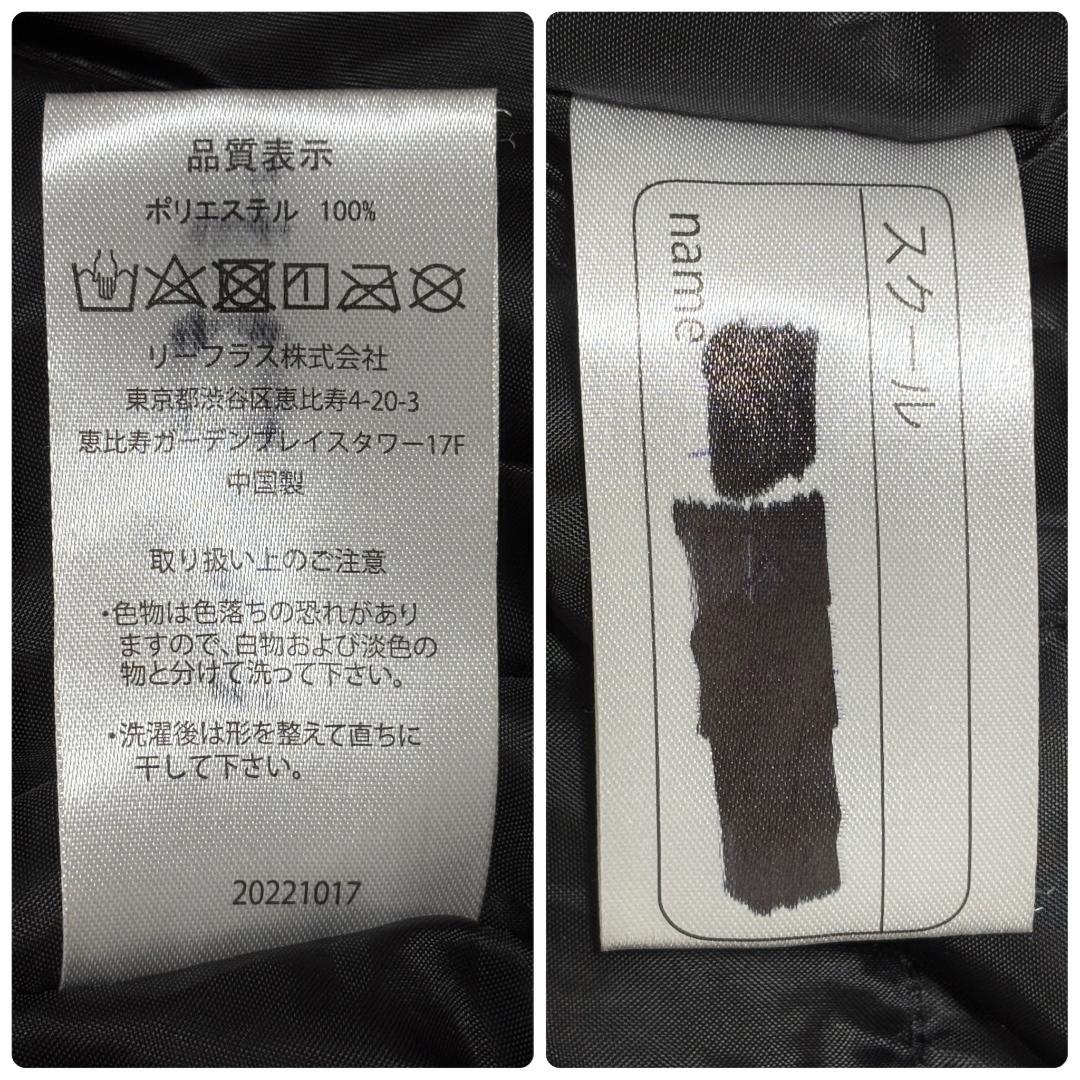 品質表示
ポリエステル 100%
リーフラス株式会社
東京都渋谷区恵比寿4-20-3
恵比寿ガーデンプレイスタワー17F
中国製
取り扱い上のご注意
・色物は色落ちの恐れがあり
ますので、白物および淡色の
物と分けて洗って下さい。
・洗濯後は形を整えて直ちに
干して下さい。
20221017
スクール
name